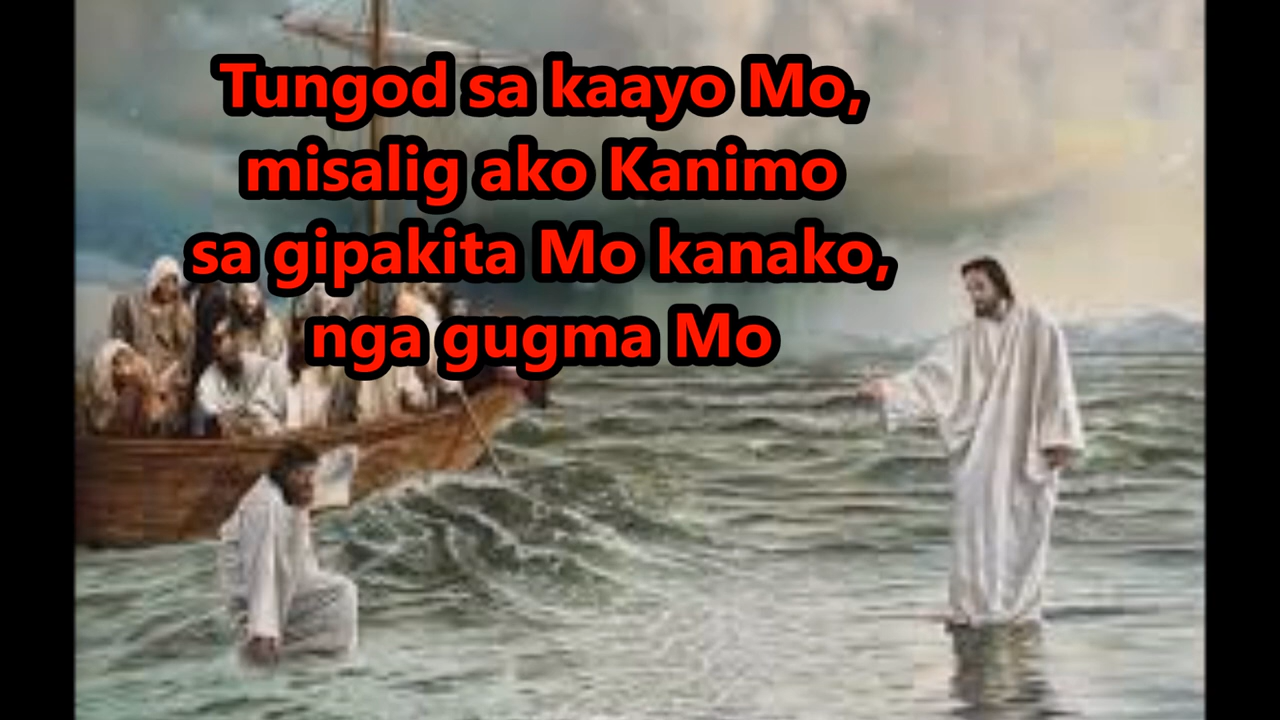 Tungod sa kaayo Mo,
misalig ako Kanimo
sa gipakita Mo kanako,
nga gugma Mo